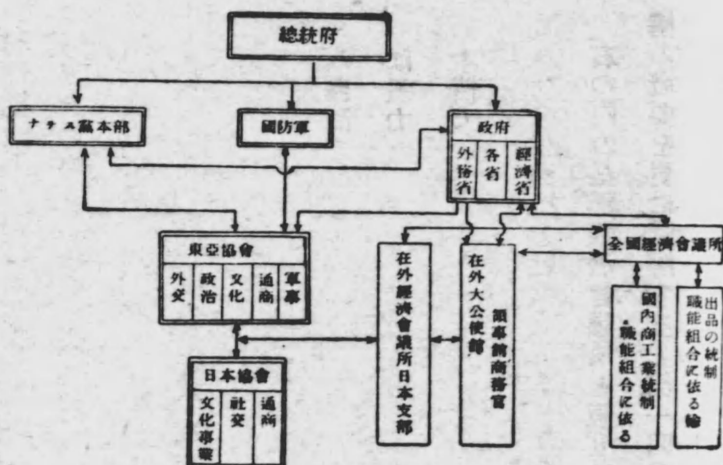 總統府
ナチス黨本部
國防軍
政府
外務省
各省
經濟省
東亞協會
外交
政治
文化
通商
軍事
日本協會
文化事業
社交
通商
在外經濟會議所日本支部
在外大公使館
領事館商務官
全國經濟會議所
國內商工業統制
職能組合に依る
出品の統制
職能組合に依る輸